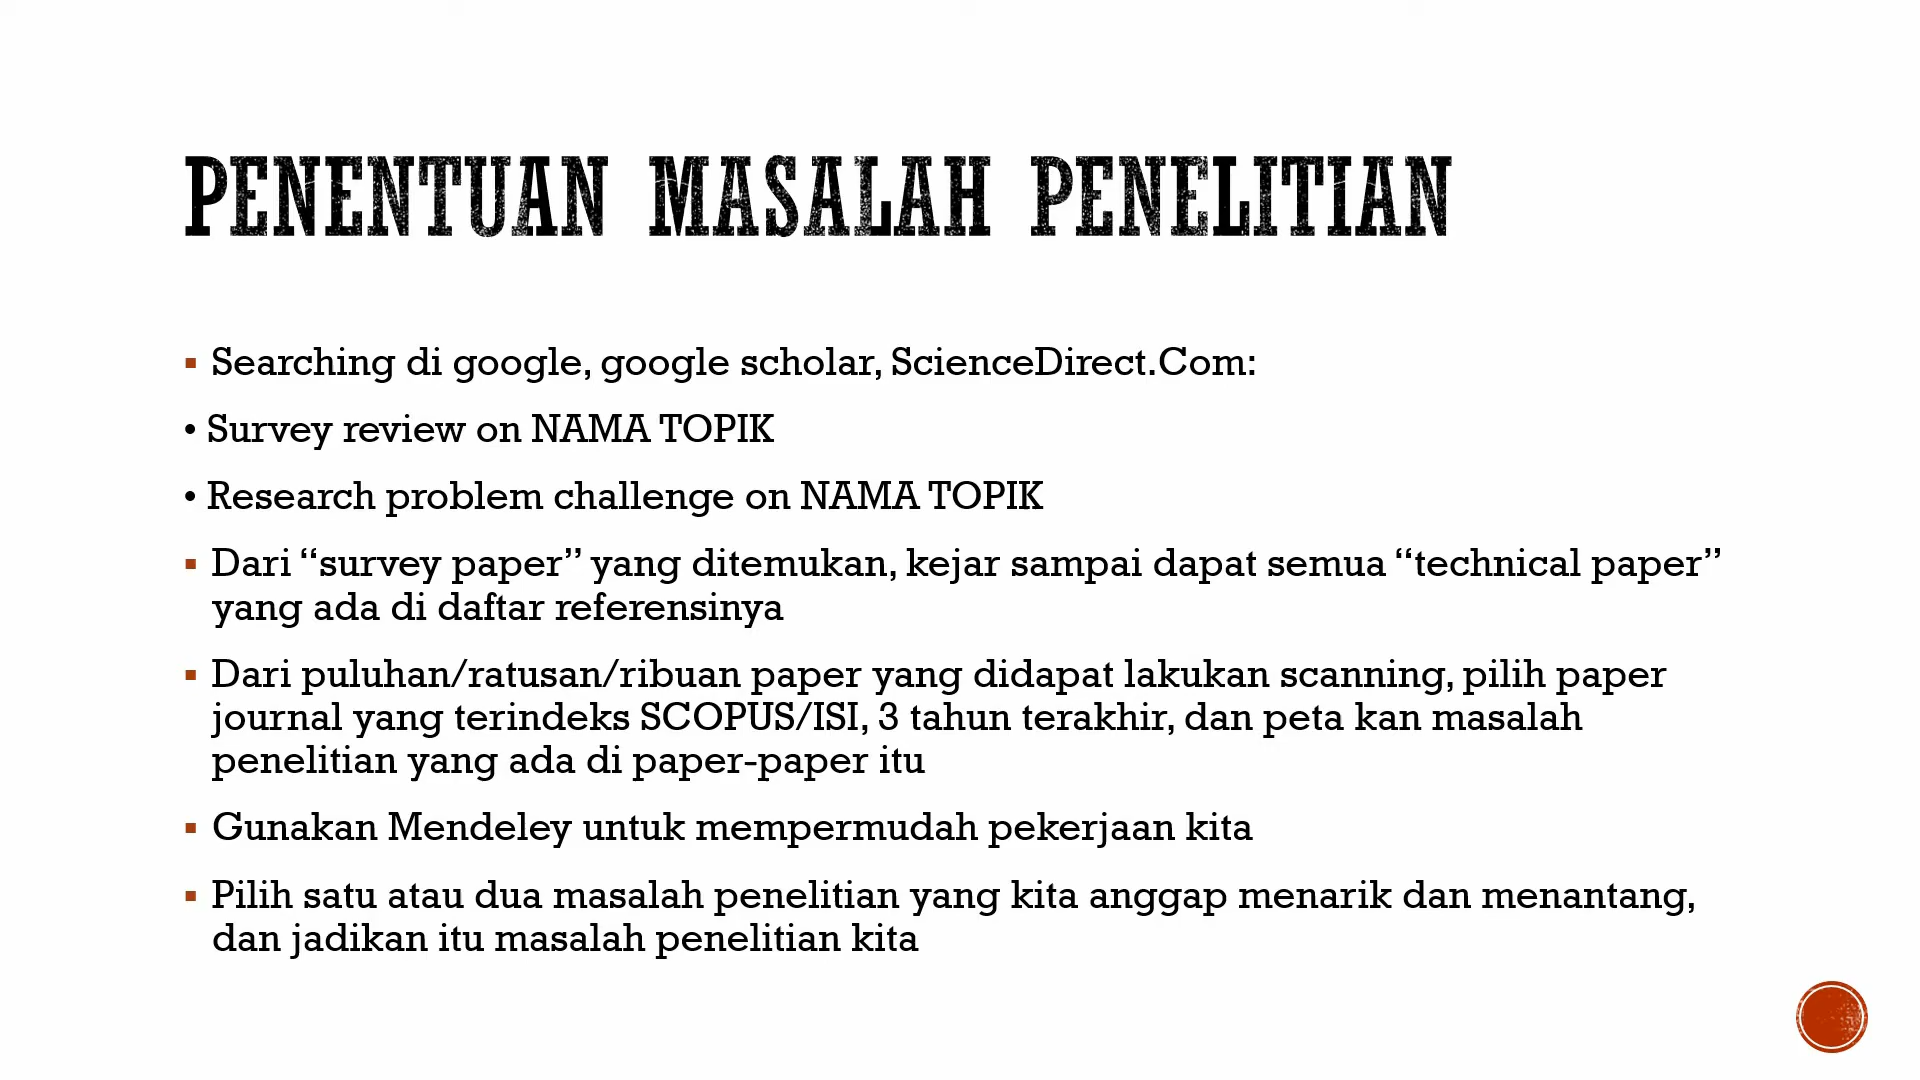 PENENTUAN MASALAH PENELITIAN
▪ Searching di google, google scholar, ScienceDirect.Com:
• Survey review on NAMA TOPIK
• Research problem challenge on NAMA TOPIK
▪ Dari “survey paper” yang ditemukan, kejar sampai dapat semua “technical paper”
yang ada di daftar referensinya
▪ Dari puluhan/ratusan/ribuan paper yang didapat lakukan scanning, pilih paper
journal yang terindeks SCOPUS/ISI, 3 tahun terakhir, dan peta kan masalah
penelitian yang ada di paper-paper itu
▪ Gunakan Mendeley untuk mempermudah pekerjaan kita
▪ Pilih satu atau dua masalah penelitian yang kita anggap menarik dan menantang,
dan jadikan itu masalah penelitian kita